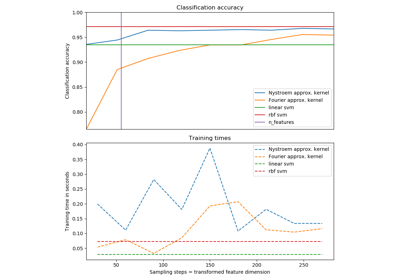 Classification accuracy
1.00
0.95
0.90
0.85
0.80
Classification accuracy
Nystroem approx. kernel
Fourier approx. kernel
linear svm
rbf svm
n_features
Training times
0.40
0.35
0.30
0.25
0.20
0.15
0.10
0.05
Training time in seconds
Nystroem approx. kernel
Fourier approx. kernel
linear svm
rbf svm
50
100
150
200
250
Sampling steps = transformed feature dimension